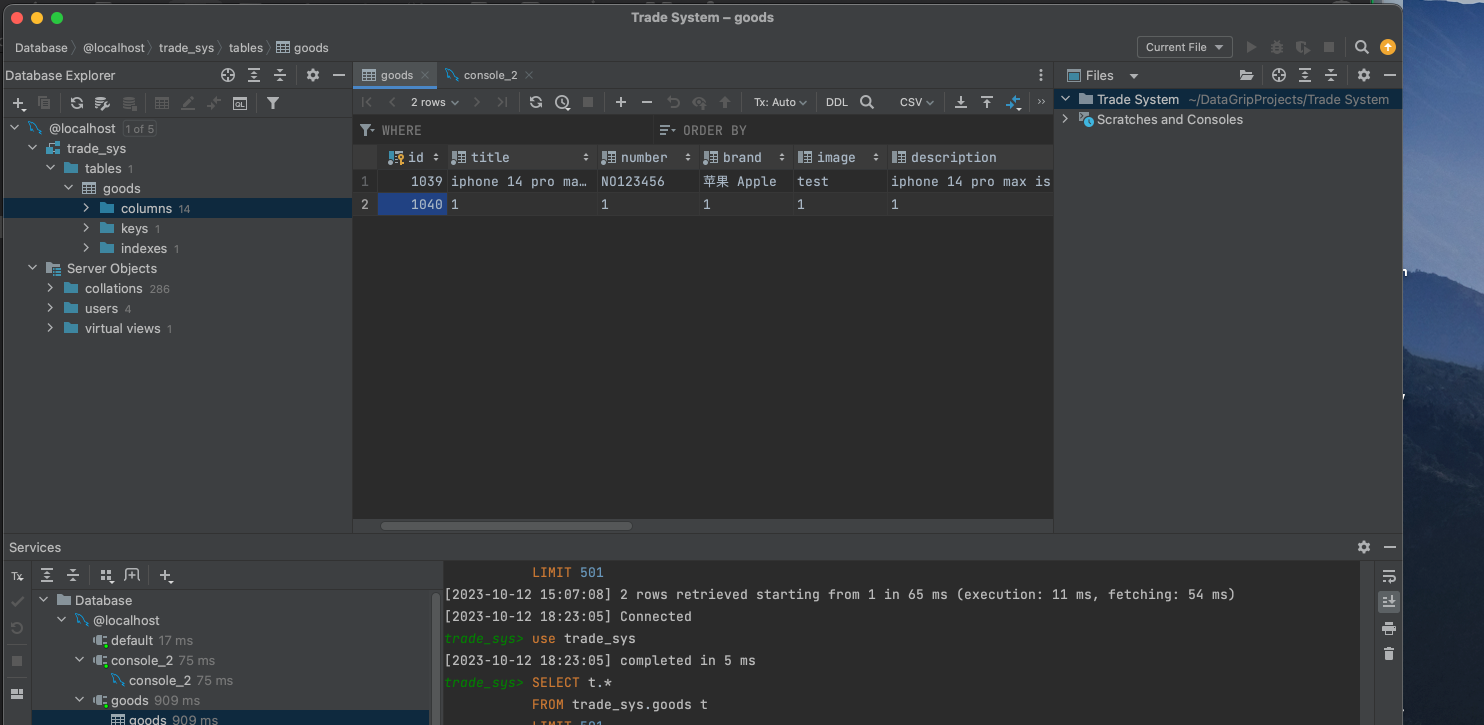 Trade System – goods
Database 〉 @localhost 〉 trade_sys 〉 tables 〉 goods
Current File
Database Explorer
goods
console_2
Files
2 rows
Tx: Auto
DDL
CSV
Trade System ~/DataGripProjects/Trade System
Scratches and Consoles
@localhost 1 of 5
trade_sys
tables 1
goods
columns 14
keys 1
indexes 1
Server Objects
collations 286
users 4
virtual views 1
WHERE
ORDER BY
id title number brand image description
1 1039 iphone 14 pro ma… NO123456 苹果 Apple test iphone 14 pro max is
2 1040 1 1 1 1 1
Services
Tx
Database
@localhost
default 17 ms
console_2 75 ms
console_2 75 ms
goods 909 ms
goods 909 ms
LIMIT 501
[2023-10-12 15:07:08] 2 rows retrieved starting from 1 in 65 ms (execution: 11 ms, fetching: 54 ms)
[2023-10-12 18:23:05] Connected
trade_sys> use trade_sys
[2023-10-12 18:23:05] completed in 5 ms
trade_sys> SELECT t.*
FROM trade_sys.goods t
LIMIT 501